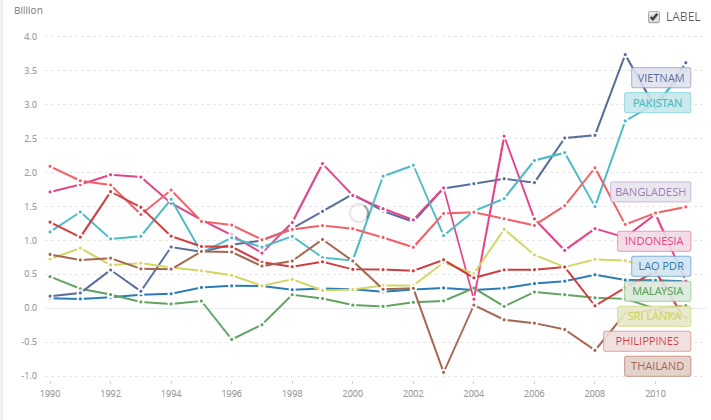 Billion
LABEL
4.0
3.5
3.0
2.5
2.0
1.5
1.0
0.5
0.0
-0.5
-1.0
VIETNAM
PAKISTAN
BANGLADESH
INDONESIA
LAO PDR
MALAYSIA
SRI LANKA
PHILIPPINES
THAILAND
1990 1992 1994 1996 1998 2000 2002 2004 2006 2008 2010